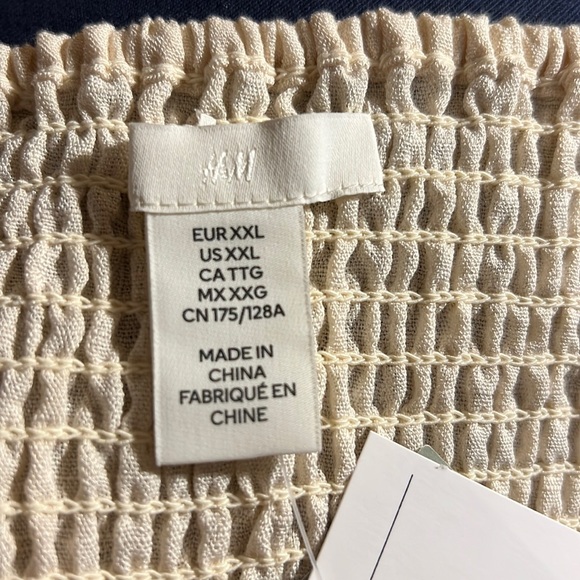 H&M
EUR XXL
US XXL
CA TTG
MX XXG
CN 175/128A
MADE IN
CHINA
FABRIQUÉ EN
CHINE